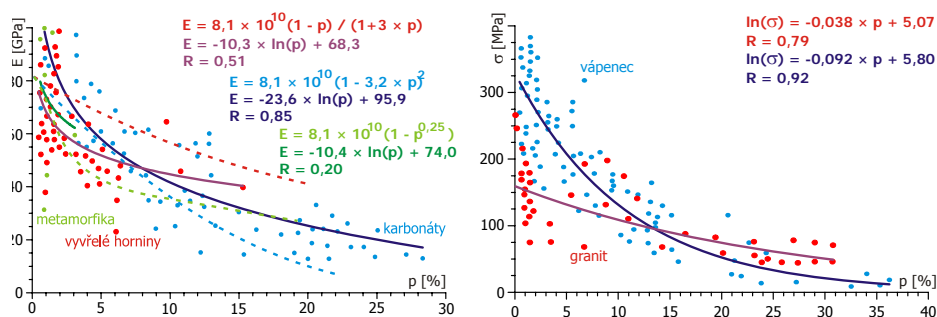 E = 8,1 × 10¹⁰(1 - p) / (1+3 × p)
E = -10,3 × ln(p) + 68,3
R = 0,51
E = 8,1 × 10¹⁰(1 - 3,2 × p)²
E = -23,6 × ln(p) + 95,9
R = 0,85
E = 8,1 × 10¹⁰(1 - p⁰,²⁵)
E = -10,4 × ln(p) + 74,0
R = 0,20
E [GPa]
80
60
40
20
0
metamorfika
vyvřelé horniny
karbonáty
p [%]
0 5 10 15 20 25 30
ln(σ) = -0,038 × p + 5,07
R = 0,79
ln(σ) = -0,092 × p + 5,80
R = 0,92
σ [MPa]
300
200
100
0
vápenec
granit
p [%]
0 5 10 15 20 30 40